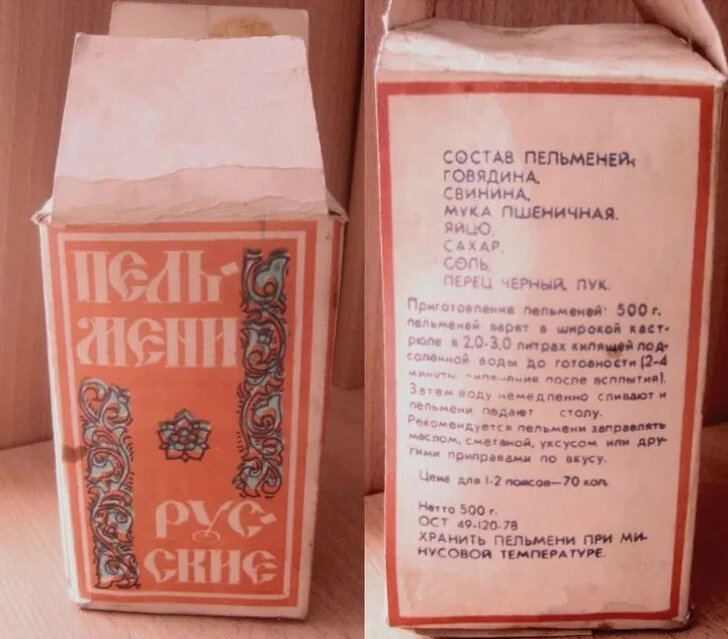 ПЕЛЬ-
МЕНИ
РУС-
СКИЕ
СОСТАВ ПЕЛЬМЕНЕЙ:
ГОВЯДИНА,
СВИНИНА,
МУКА ПШЕНИЧНАЯ.
ЯЙЦО,
САХАР,
СОЛЬ,
ПЕРЕЦ ЧЕРНЫЙ, ЛУК.
Приготовление пельменей: 500 г.
пельменей варят в широкой каст-
рюле в 2,0-3,0 литрах кипящей под-
соленной воды до готовности (2-4
минуты кипения после всплытия).
Затем воду немедленно сливают и
пельмени подают столу.
Рекомендуется пельмени заправлять
маслом, сметаной, уксусом или дру-
гими приправами по вкусу.
Цена для 1-2 поясов—70 коп.
Нетто 500 г.
ОСТ 49-120-78
ХРАНИТЬ ПЕЛЬМЕНИ ПРИ МИ-
НУСОВОЙ ТЕМПЕРАТУРЕ.